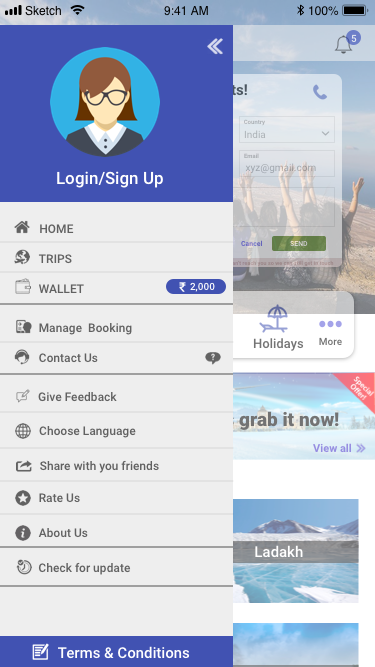 Sketch 9:41 AM 100%
5
ts!
Country
India
Email
xyz@gmail.com
Login/Sign Up
Cancel SEND
HOME
TRIPS
WALLET ₹ 2,000
Manage Booking
Contact Us ?
Holidays More
Give Feedback
Choose Language
Share with you friends
Rate Us
About Us
Check for update
Special
Offer!
grab it now!
View all
Ladakh
Terms & Conditions